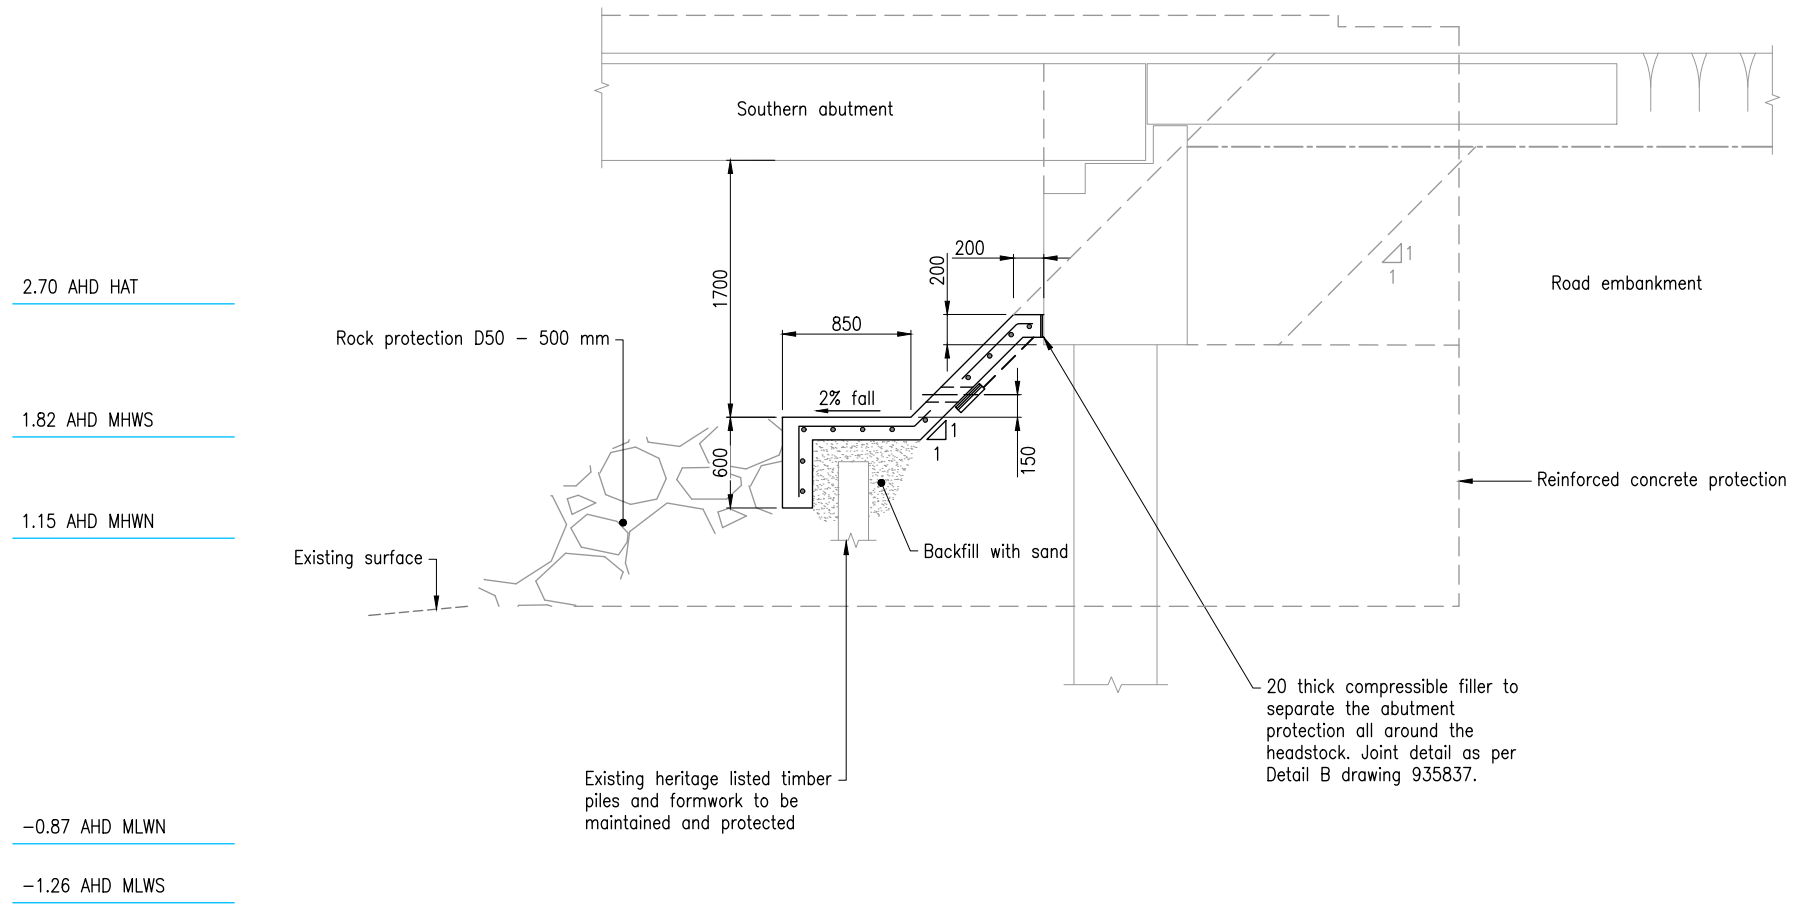 Southern abutment
200
200
1700
2.70 AHD HAT
Road embankment
1
1
Rock protection D50 – 500 mm
850
2% fall
1.82 AHD MHWS
600
1
1
150
Reinforced concrete protection
1.15 AHD MHWN
Existing surface
Backfill with sand
20 thick compressible filler to
separate the abutment
protection all around the
headstock. Joint detail as per
Detail B drawing 935837.
Existing heritage listed timber
piles and formwork to be
maintained and protected
–0.87 AHD MLWN
–1.26 AHD MLWS